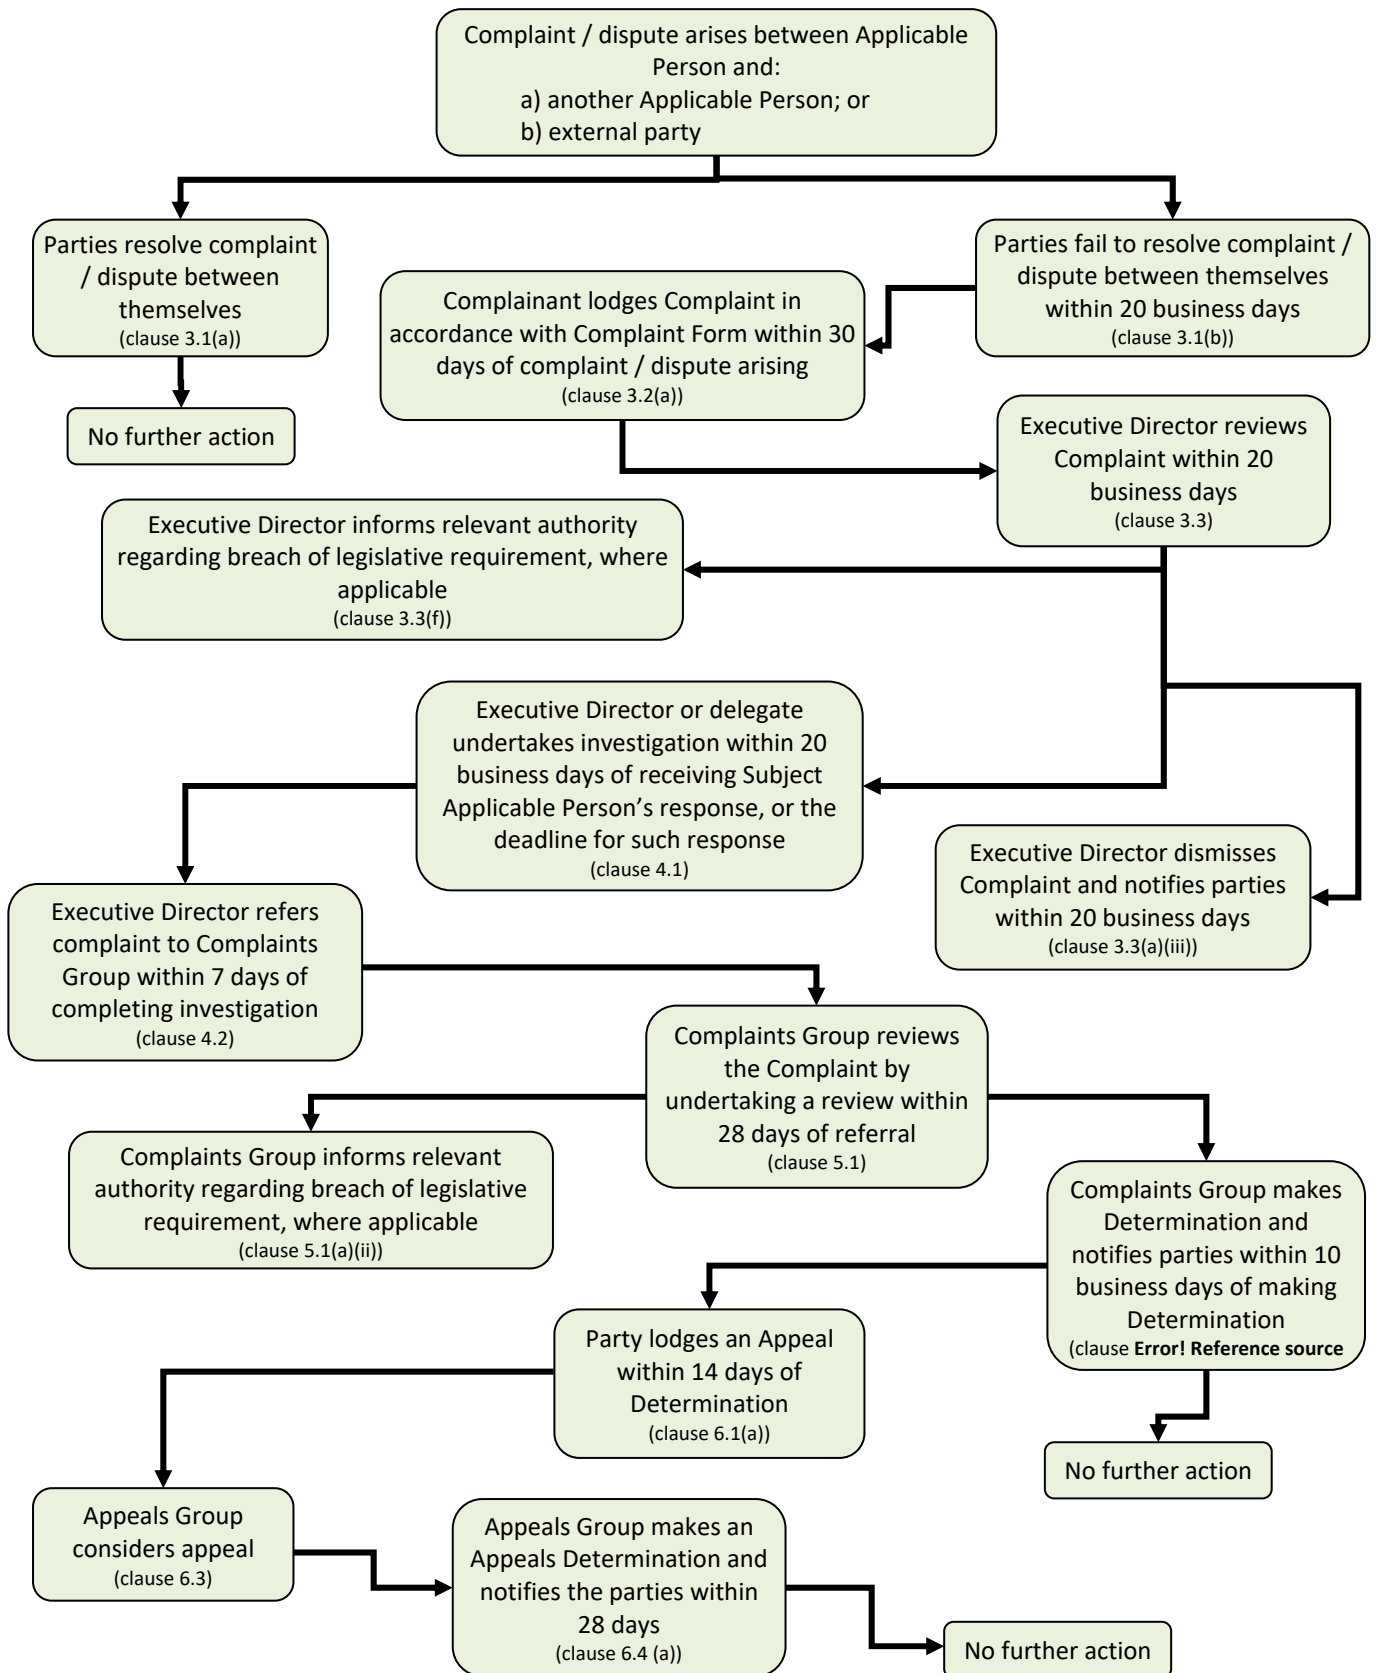 Complaint / dispute arises between Applicable
Person and:
a) another Applicable Person; or
b) external party
Parties resolve complaint
/ dispute between
themselves
(clause 3.1(a))
Parties fail to resolve complaint /
dispute between themselves
within 20 business days
(clause 3.1(b))
Complainant lodges Complaint in
accordance with Complaint Form within 30
days of complaint / dispute arising
(clause 3.2(a))
No further action
Executive Director reviews
Complaint within 20
business days
(clause 3.3)
Executive Director informs relevant authority
regarding breach of legislative requirement, where
applicable
(clause 3.3(f))
Executive Director or delegate
undertakes investigation within 20
business days of receiving Subject
Applicable Person’s response, or the
deadline for such response
(clause 4.1)
Executive Director dismisses
Complaint and notifies parties
within 20 business days
(clause 3.3(a)(iii))
Executive Director refers
complaint to Complaints
Group within 7 days of
completing investigation
(clause 4.2)
Complaints Group reviews
the Complaint by
undertaking a review within
28 days of referral
(clause 5.1)
Complaints Group informs relevant
authority regarding breach of legislative
requirement, where applicable
(clause 5.1(a)(ii))
Complaints Group makes
Determination and
notifies parties within 10
business days of making
Determination
(clause Error! Reference source
Party lodges an Appeal
within 14 days of
Determination
(clause 6.1(a))
No further action
Appeals Group
considers appeal
(clause 6.3)
Appeals Group makes an
Appeals Determination and
notifies the parties within
28 days
(clause 6.4 (a))
No further action